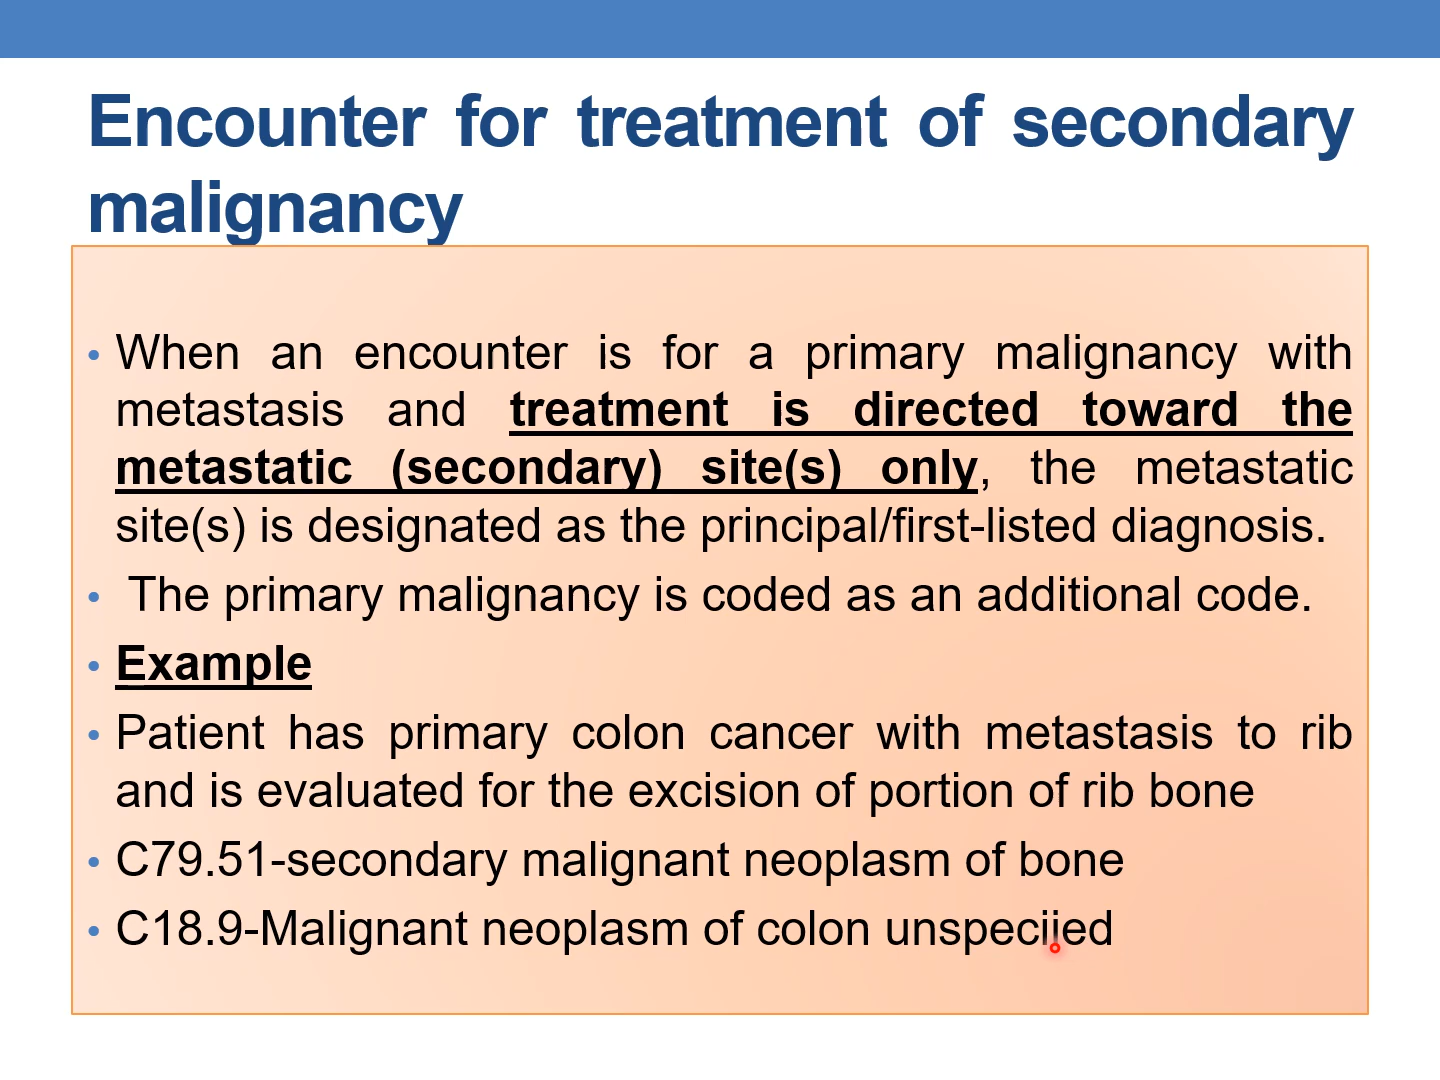 Encounter for treatment of secondary
malignancy
• When an encounter is for a primary malignancy with
metastasis and treatment is directed toward the
metastatic (secondary) site(s) only, the metastatic
site(s) is designated as the principal/first-listed diagnosis.
• The primary malignancy is coded as an additional code.
• Example
• Patient has primary colon cancer with metastasis to rib
and is evaluated for the excision of portion of rib bone
• C79.51-secondary malignant neoplasm of bone
• C18.9-Malignant neoplasm of colon unspeciied